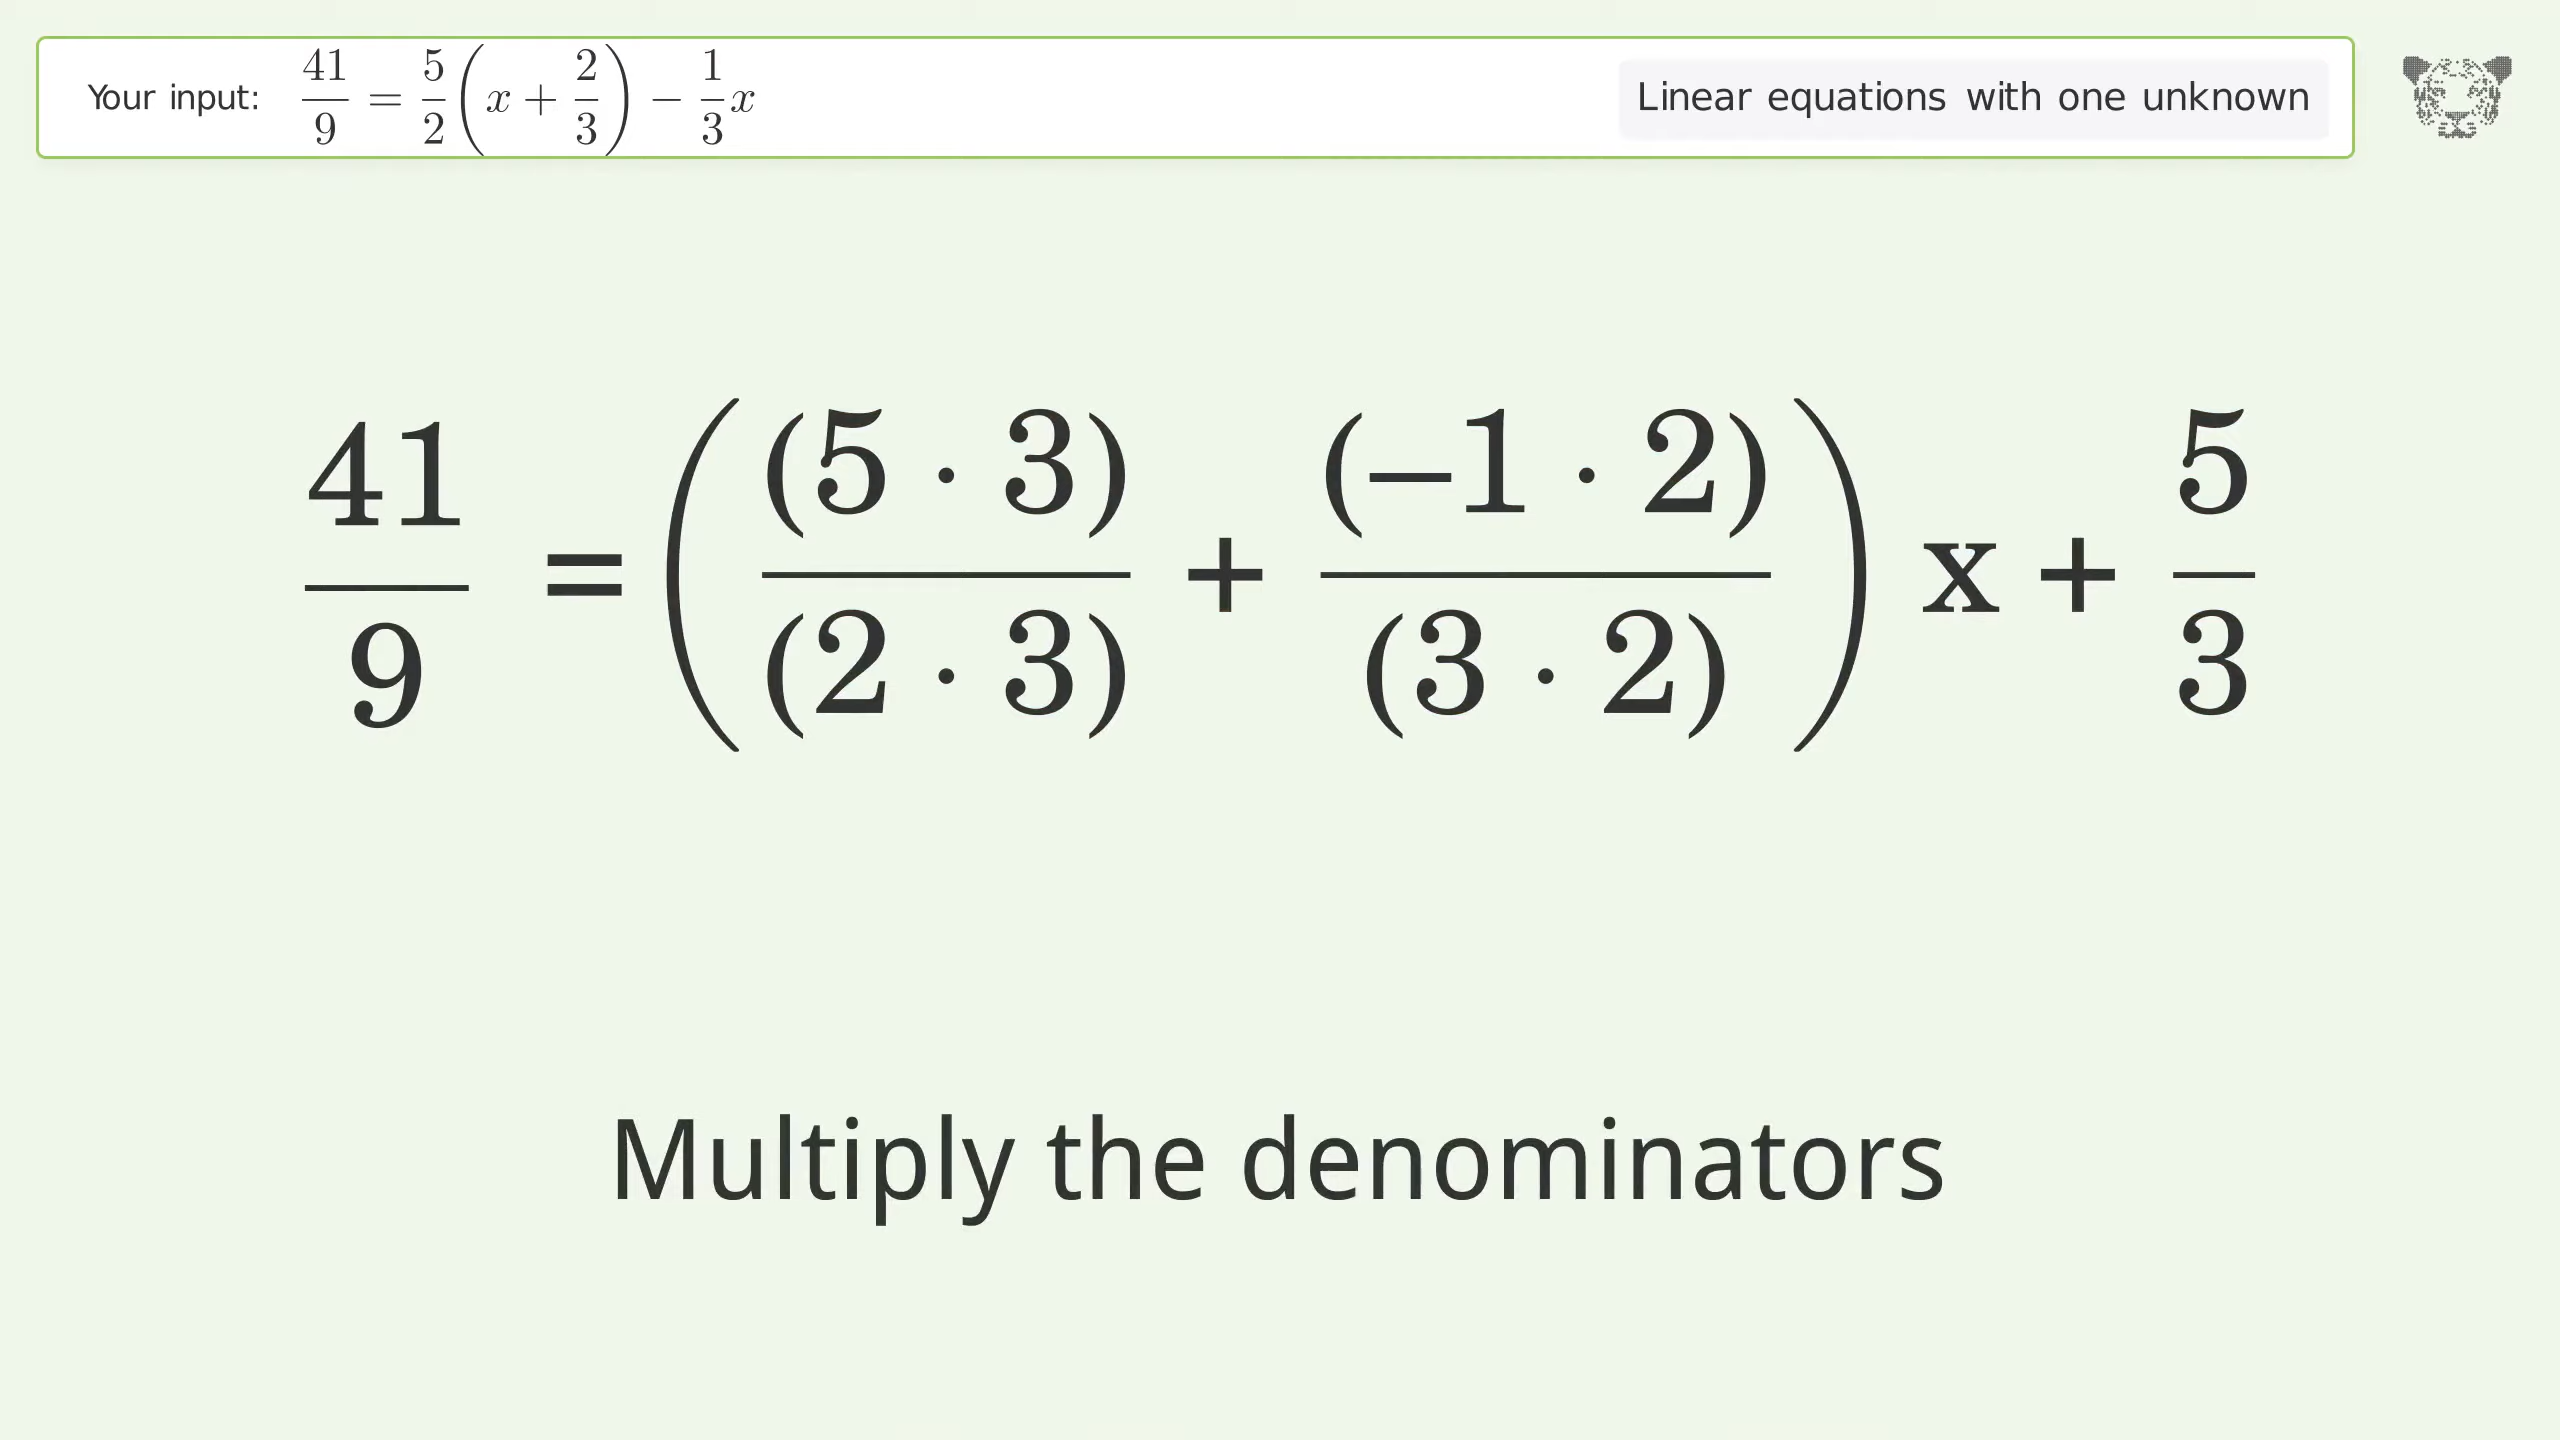 Your input: 41/9 = 5/2 (x + 2/3) − 1/3 x
Linear equations with one unknown
41/9 = ((5 · 3)/(2 · 3) + (−1 · 2)/(3 · 2)) x + 5/3
Multiply the denominators